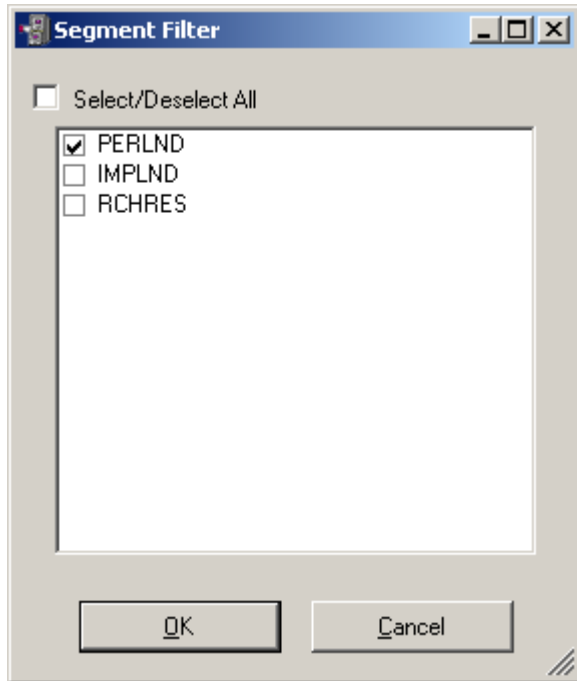 Segment Filter
Select/Deselect All
PERLND
IMPLND
RCHRES
OK Cancel